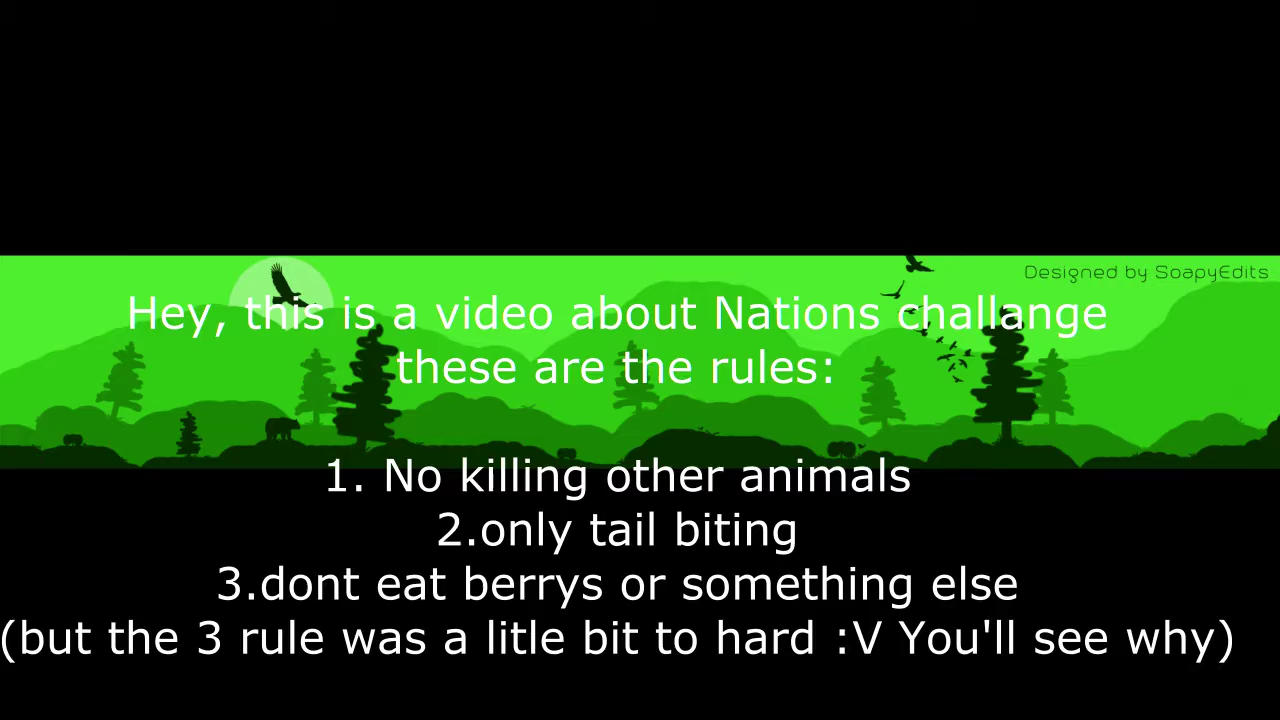 Designed by SoapyEdits
Hey, this is a video about Nations challange
these are the rules:
1. No killing other animals
2.only tail biting
3.dont eat berrys or something else
(but the 3 rule was a litle bit to hard :V You'll see why)